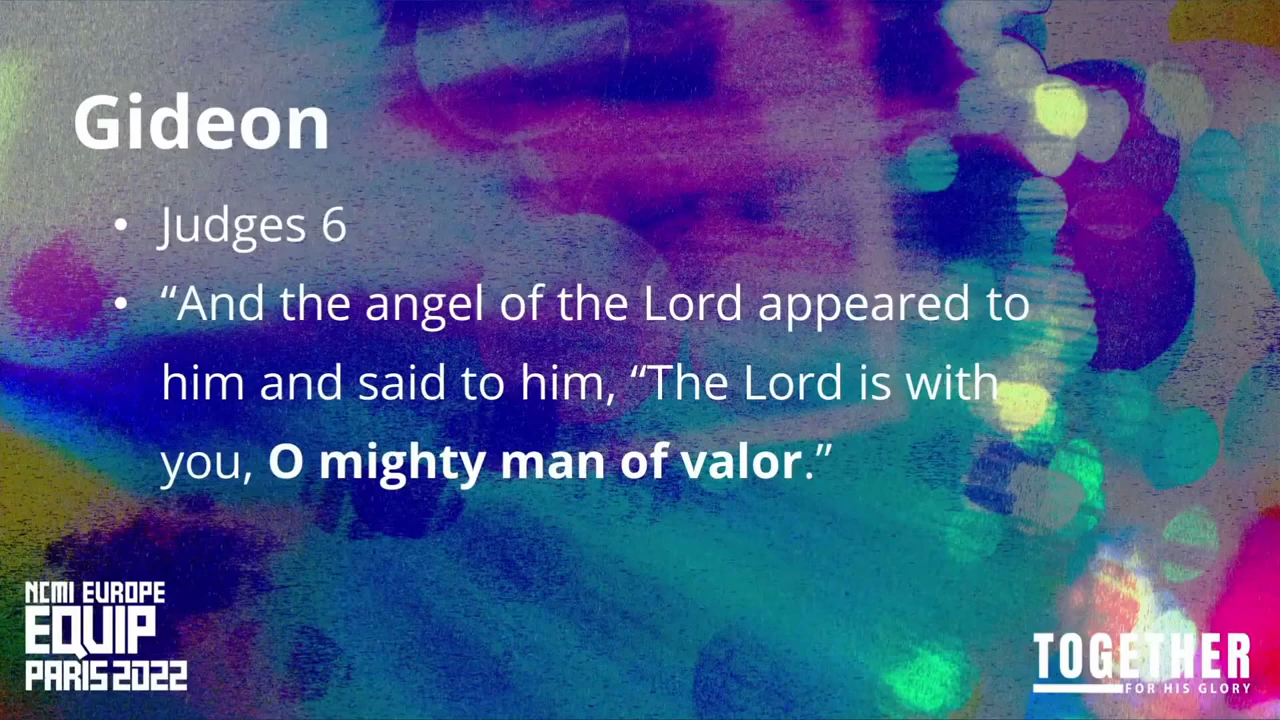 Gideon
• Judges 6
• “And the angel of the Lord appeared to
him and said to him, “The Lord is with
you, O mighty man of valor.”
NCMI EUROPE
EQUIP
PARIS 2022
TOGETHER
FOR HIS GLORY